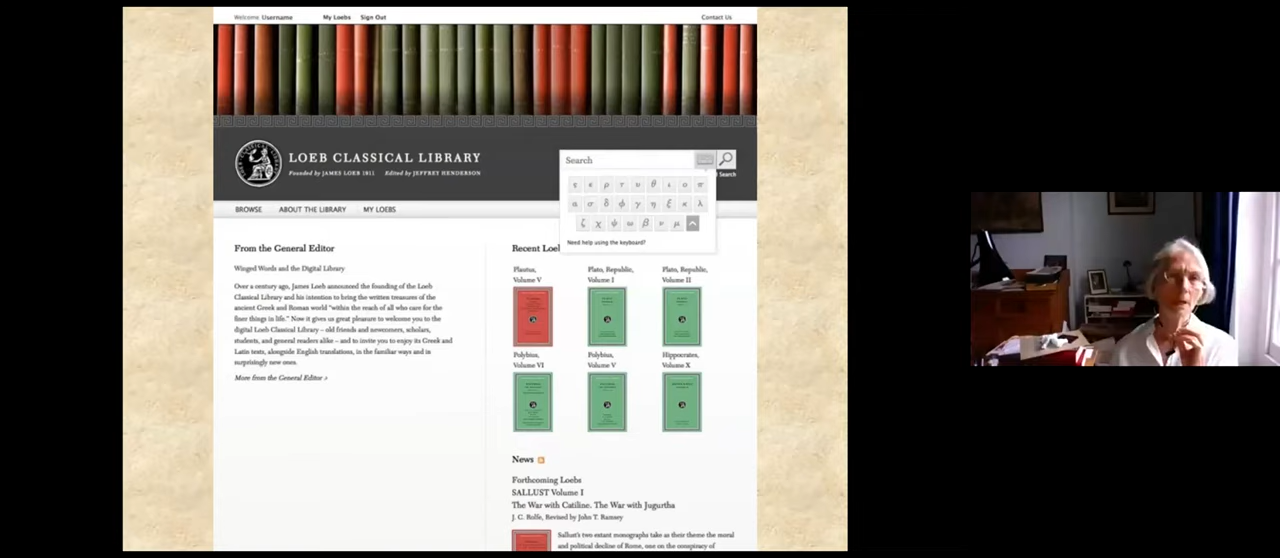 Welcome Username
My Loebs
Sign Out
Contact Us
LOEB CLASSICAL LIBRARY
Founded by JAMES LOEB 1911
Edited by JEFFREY HENDERSON
Search
Search
ς ε ρ τ υ θ ι ο π
α σ δ φ γ η ξ κ λ
ζ χ ψ ω β ν μ
Need help using the keyboard?
BROWSE
ABOUT THE LIBRARY
MY LOEBS
From the General Editor
Winged Words and the Digital Library
Over a century ago, James Loeb announced the founding of the Loeb
Classical Library and his intention to bring the written treasures of the
ancient Greek and Roman world "within the reach of all who care for the
finer things in life." Now it gives us great pleasure to welcome you to the
digital Loeb Classical Library – old friends and newcomers, scholars,
students, and general readers alike – and to invite you to enjoy its Greek and
Latin texts, alongside English translations, in the familiar ways and in
surprisingly new ones.
More from the General Editor >
Recent Loeb
Plautus,
Volume V
Plato, Republic,
Volume I
Plato, Republic,
Volume II
Polybius,
Volume VI
Polybius,
Volume V
Hippocrates,
Volume X
News
Forthcoming Loebs
SALLUST Volume I
The War with Catiline. The War with Jugurtha
J. C. Rolfe, Revised by John T. Ramsey
Sallust's two extant monographs take as their theme the moral
and political decline of Rome, one on the conspiracy of